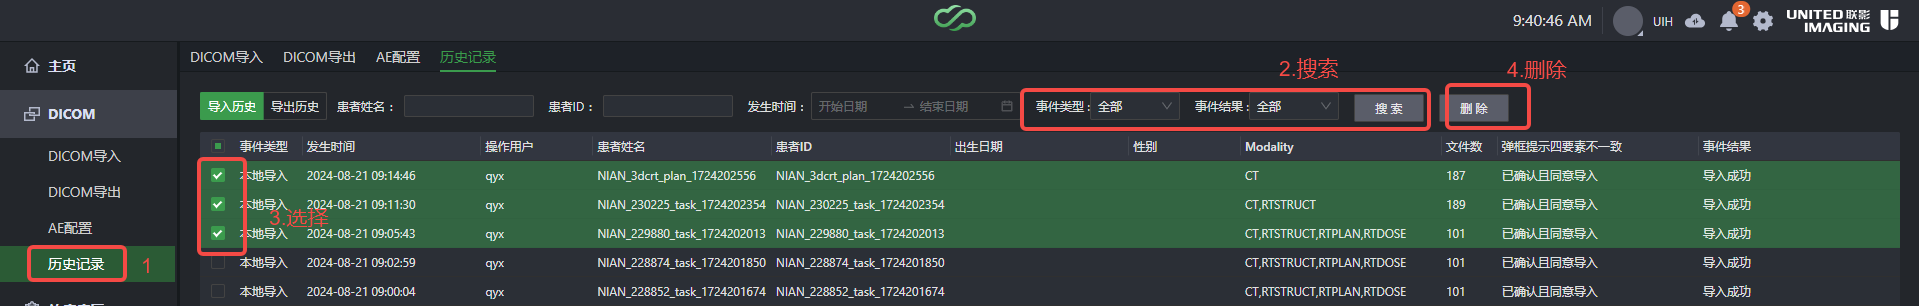 9:40:46 AM UIH 3 UNITED 联影 IMAGING
主页
DICOM导入 DICOM导出 AE配置 历史记录
2.搜索
4.删除
DICOM
导入历史 导出历史 患者姓名： 患者ID： 发生时间： 开始日期 → 结束日期 事件类型： 全部 事件结果： 全部 搜 索 删 除
事件类型 发生时间 操作用户 患者姓名 患者ID 出生日期 性别 Modality 文件数 弹框提示四要素不一致 事件结果
DICOM导入
本地导入 2024-08-21 09:14:46 qyx NIAN_3dcrt_plan_1724202556 NIAN_3dcrt_plan_1724202556 CT 187 已确认且同意导入 导入成功
DICOM导出
本地导入 2024-08-21 09:11:30 qyx NIAN_230225_task_1724202354 NIAN_230225_task_1724202354 CT,RTSTRUCT 189 已确认且同意导入 导入成功
3.选择
AE配置
本地导入 2024-08-21 09:05:43 qyx NIAN_229880_task_1724202013 NIAN_229880_task_1724202013 CT,RTSTRUCT,RTPLAN,RTDOSE 101 已确认且同意导入 导入成功
历史记录 1
本地导入 2024-08-21 09:02:59 qyx NIAN_228874_task_1724201850 NIAN_228874_task_1724201850 CT,RTSTRUCT,RTPLAN,RTDOSE 101 已确认且同意导入 导入成功
本地导入 2024-08-21 09:00:04 qyx NIAN_228852_task_1724201674 NIAN_228852_task_1724201674 CT,RTSTRUCT,RTPLAN,RTDOSE 101 已确认且同意导入 导入成功